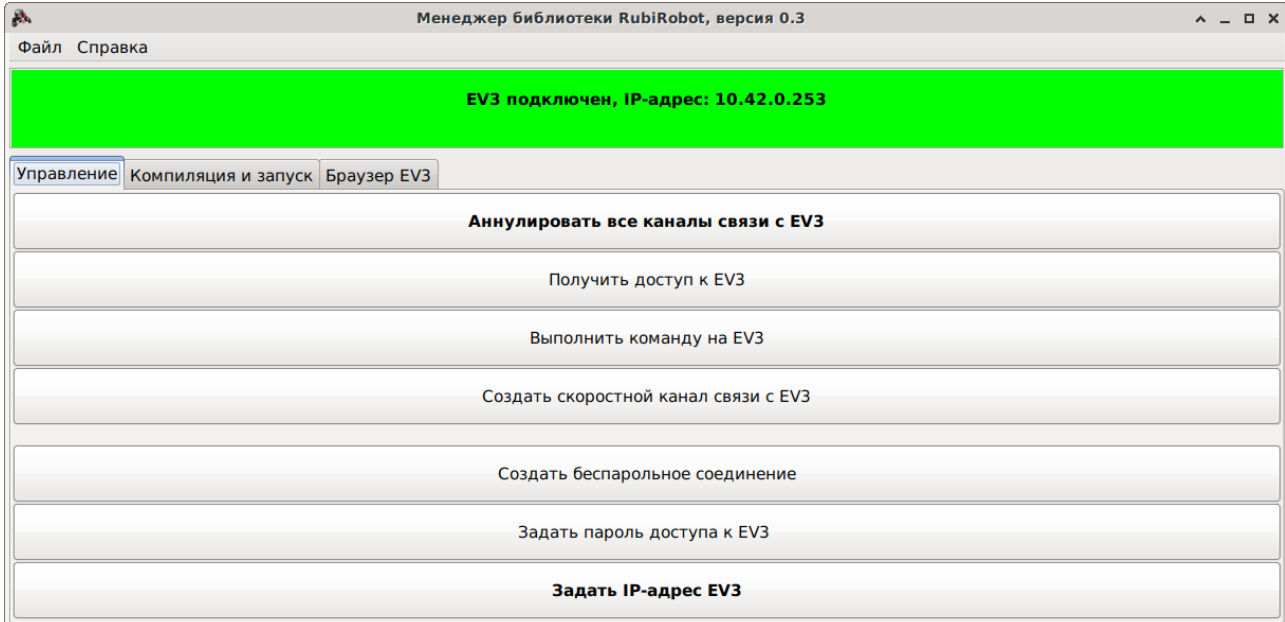 Менеджер библиотеки RubiRobot, версия 0.3
Файл Справка
EV3 подключен, IP-адрес: 10.42.0.253
Управление Компиляция и запуск Браузер EV3
Аннулировать все каналы связи с EV3
Получить доступ к EV3
Выполнить команду на EV3
Создать скоростной канал связи с EV3
Создать беспарольное соединение
Задать пароль доступа к EV3
Задать IP-адрес EV3